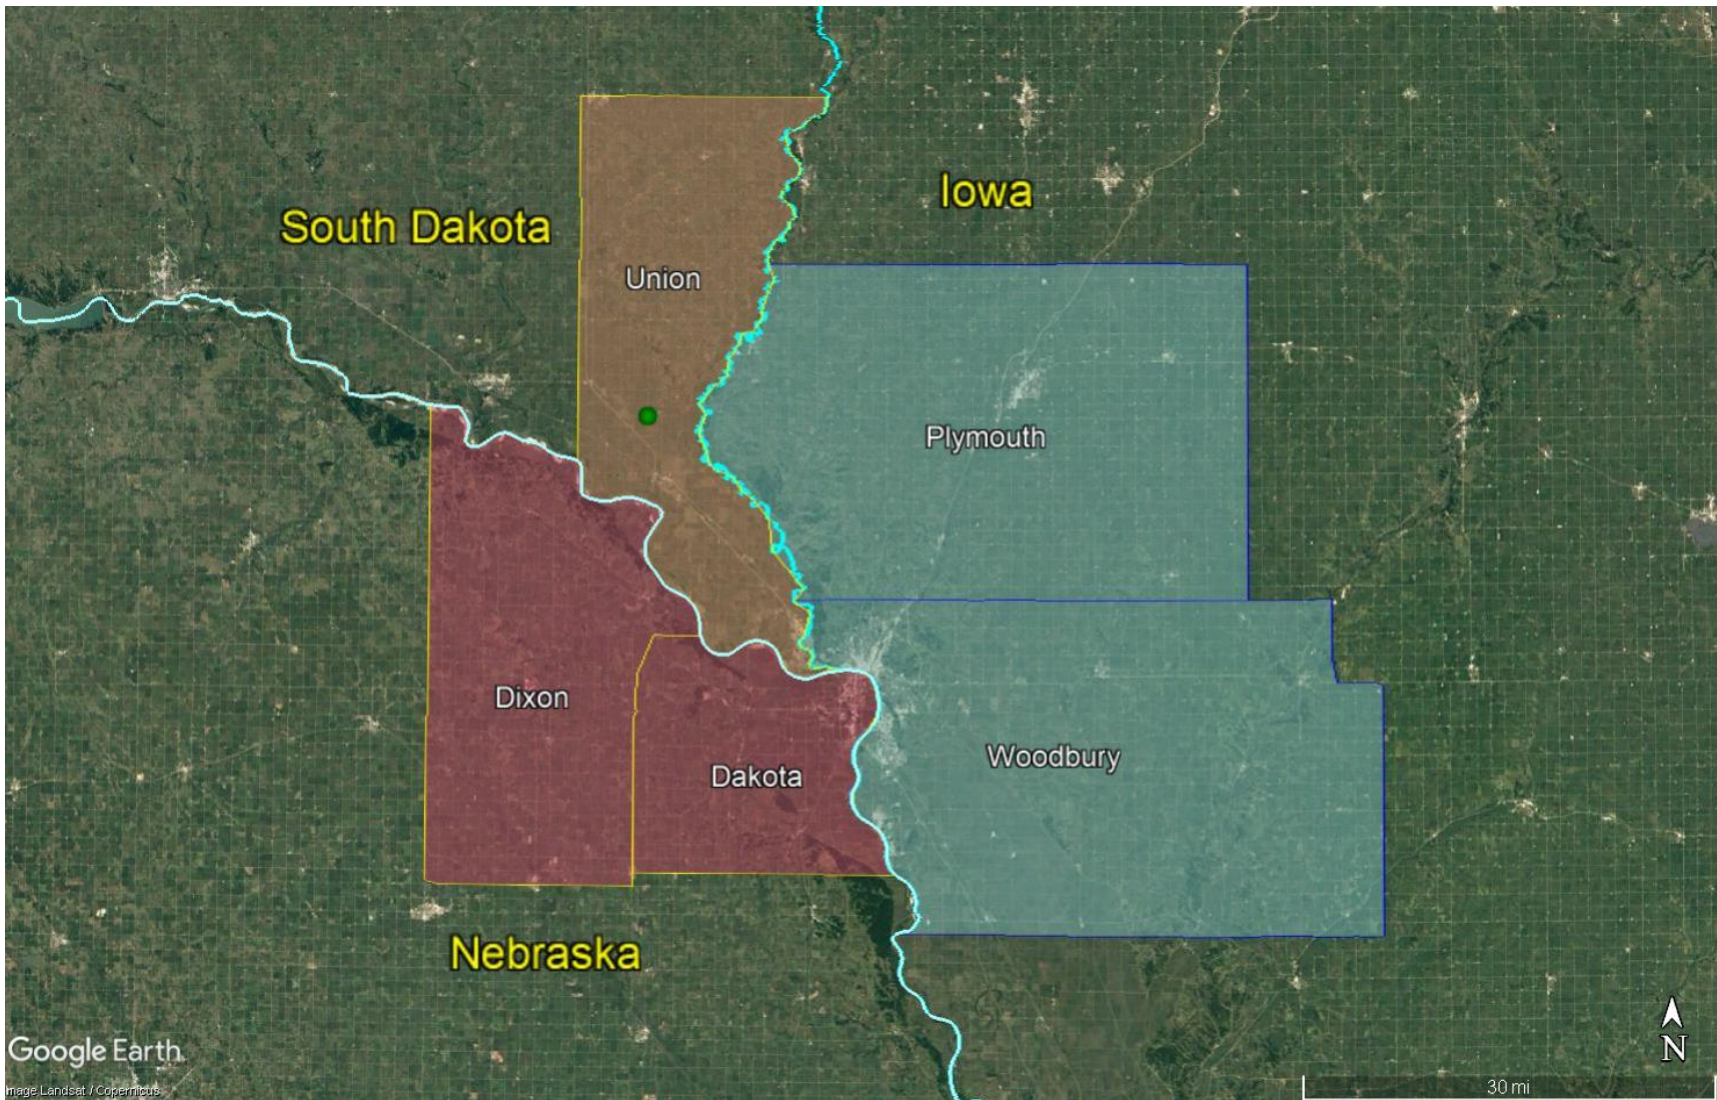 Iowa
South Dakota
Union
Plymouth
Dixon
Woodbury
Dakota
Nebraska
N
Google Earth
Image Landsat / Copernicus
30 mi